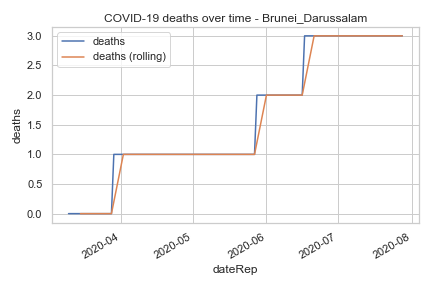 COVID-19 deaths over time - Brunei_Darussalam
deaths
deaths (rolling)
deaths
3.0
2.5
2.0
1.5
1.0
0.5
0.0
2020-04
2020-05
2020-06
2020-07
2020-08
dateRep